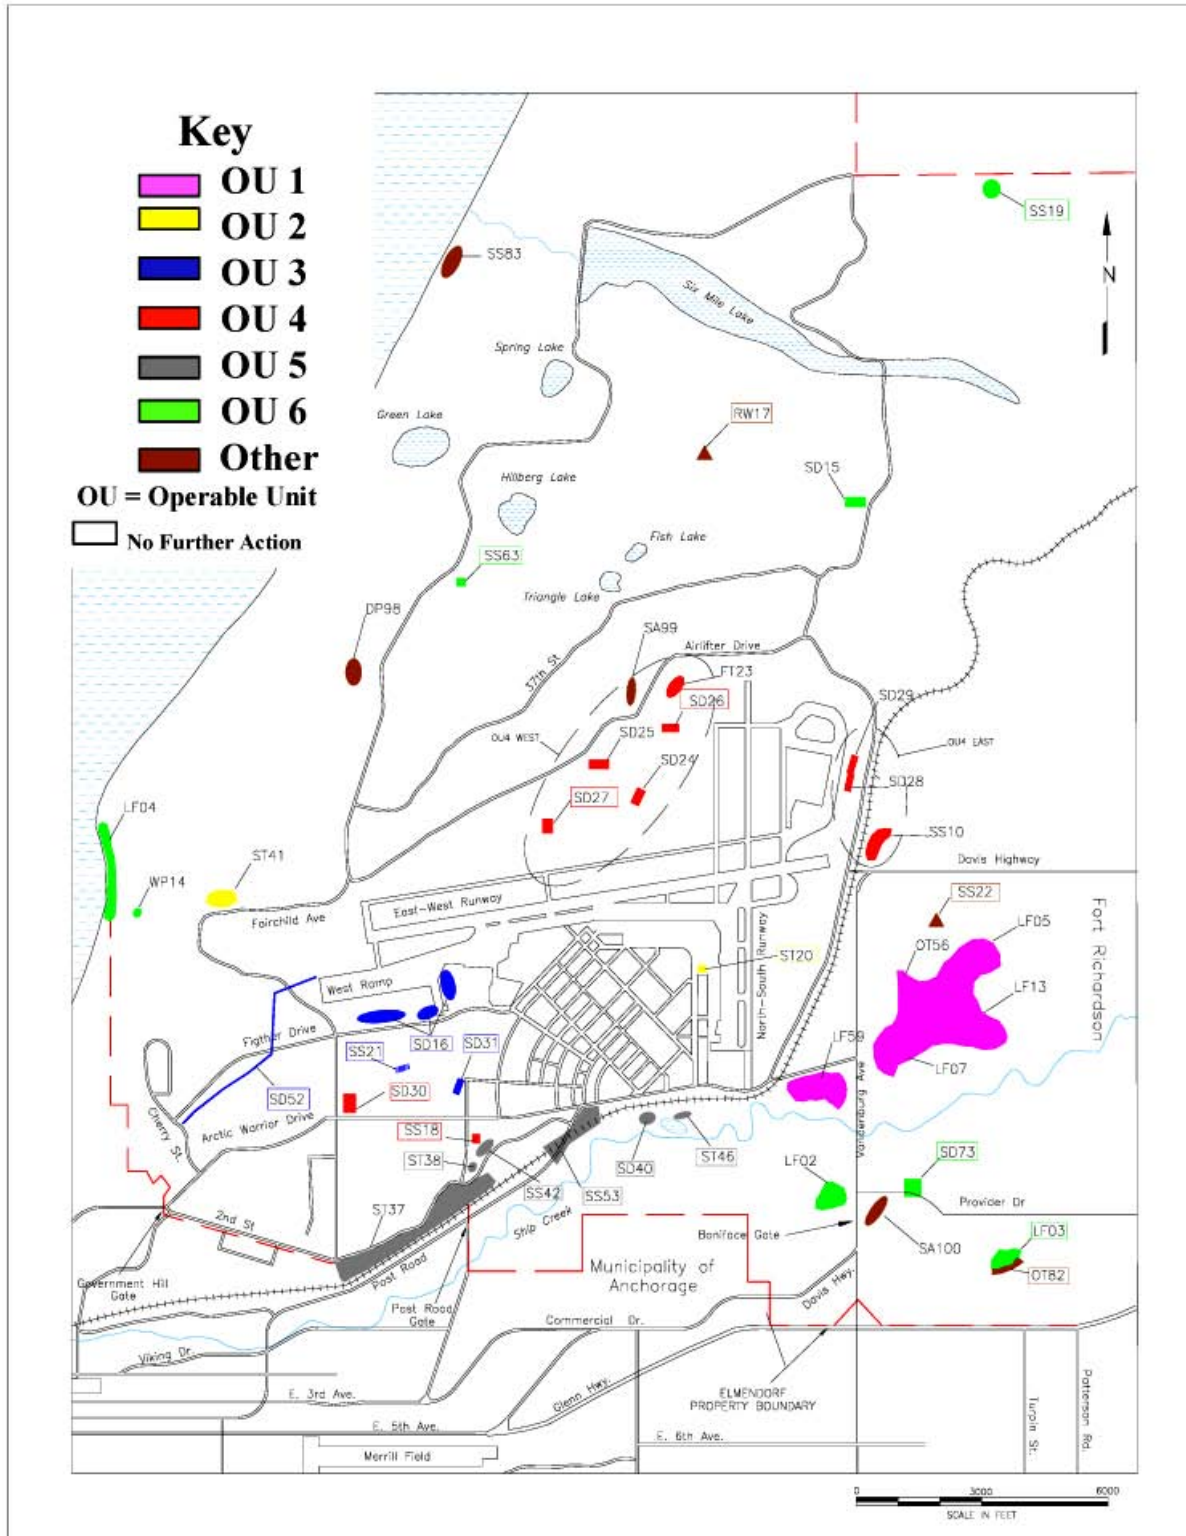 Key
OU 1
OU 2
OU 3
OU 4
OU 5
OU 6
Other
OU = Operable Unit
No Further Action
SS19
N
SS83
Six Mile Lake
Spring Lake
Green Lake
RW17
SD15
Hillberg Lake
Fish Lake
SS63
Triangle Lake
DP98
SA99
Airlifter Drive
37th St
FT23
SD26
SD29
OU4 WEST
SD25
OU4 EAST
SD24
SD28
SD27
LF04
SS10
ST41
Davis Highway
WP14
SS22
East-West Runway
Fairchild Ave
LF05
Fort Richardson
OT56
ST20
North-South Runway
West Ramp
LF13
Figther Drive
SD16
SD31
SS21
LF59
LF07
SD30
SD52
Vandenburg Ave
Arctic Warrior Drive
Cherry St.
SS18
ST38
SD40
ST46
LF02
SD73
SS42
SS53
Provider Dr
ST37
2nd St
Ship Creek
Boniface Gate
SA100
LF03
Post Road
Municipality of
Anchorage
OT82
Government Hill
Gate
Davis Hwy.
Post Road
Gate
Commercial Dr.
Viking Dr.
E. 3rd Ave.
Glenn Hwy.
ELMENDORF
PROPERTY BOUNDARY
Turpin St.
Patterson Rd.
E. 5th Ave.
E. 6th Ave.
Merrill Field
0 3000 6000
SCALE IN FEET